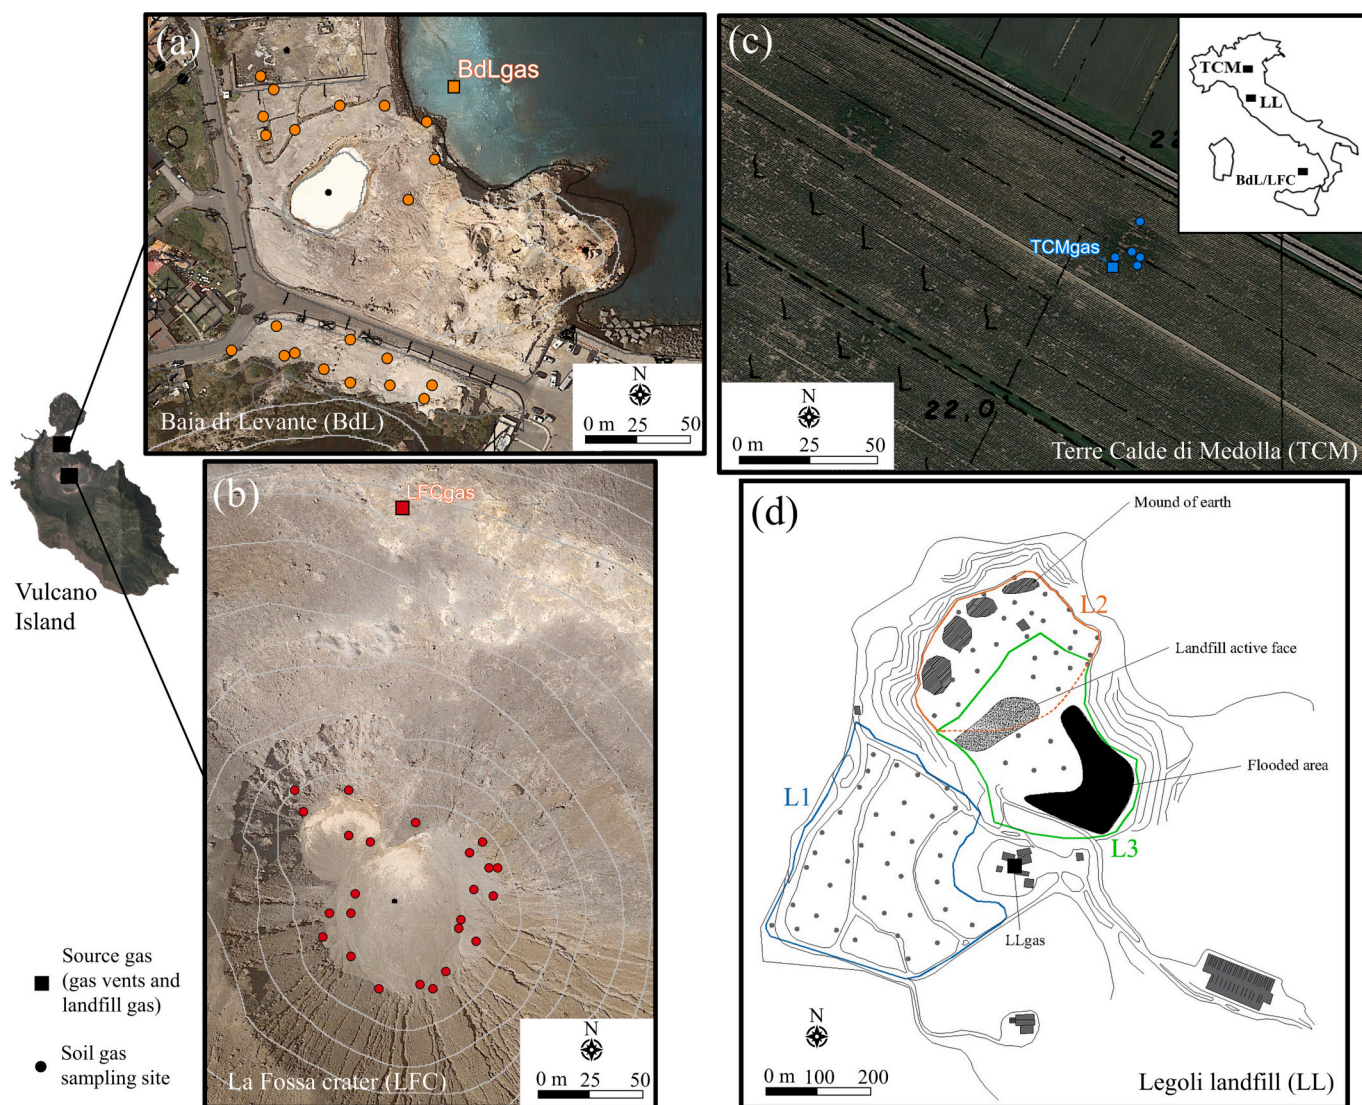 (a)
BdLgas
N
0 m 25 50
Baia di Levante (BdL)
(c)
TCM
LL
BdL/LFC
22
TCMgas
22,0
N
0 m 25 50
Terre Calde di Medolla (TCM)
Vulcano
Island
(b)
LFCgas
N
0 m 25 50
La Fossa crater (LFC)
Source gas
(gas vents and
landfill gas)
Soil gas
sampling site
(d)
Mound of earth
L2
Landfill active face
Flooded area
L1
L3
LLgas
N
0 m 100 200
Legoli landfill (LL)